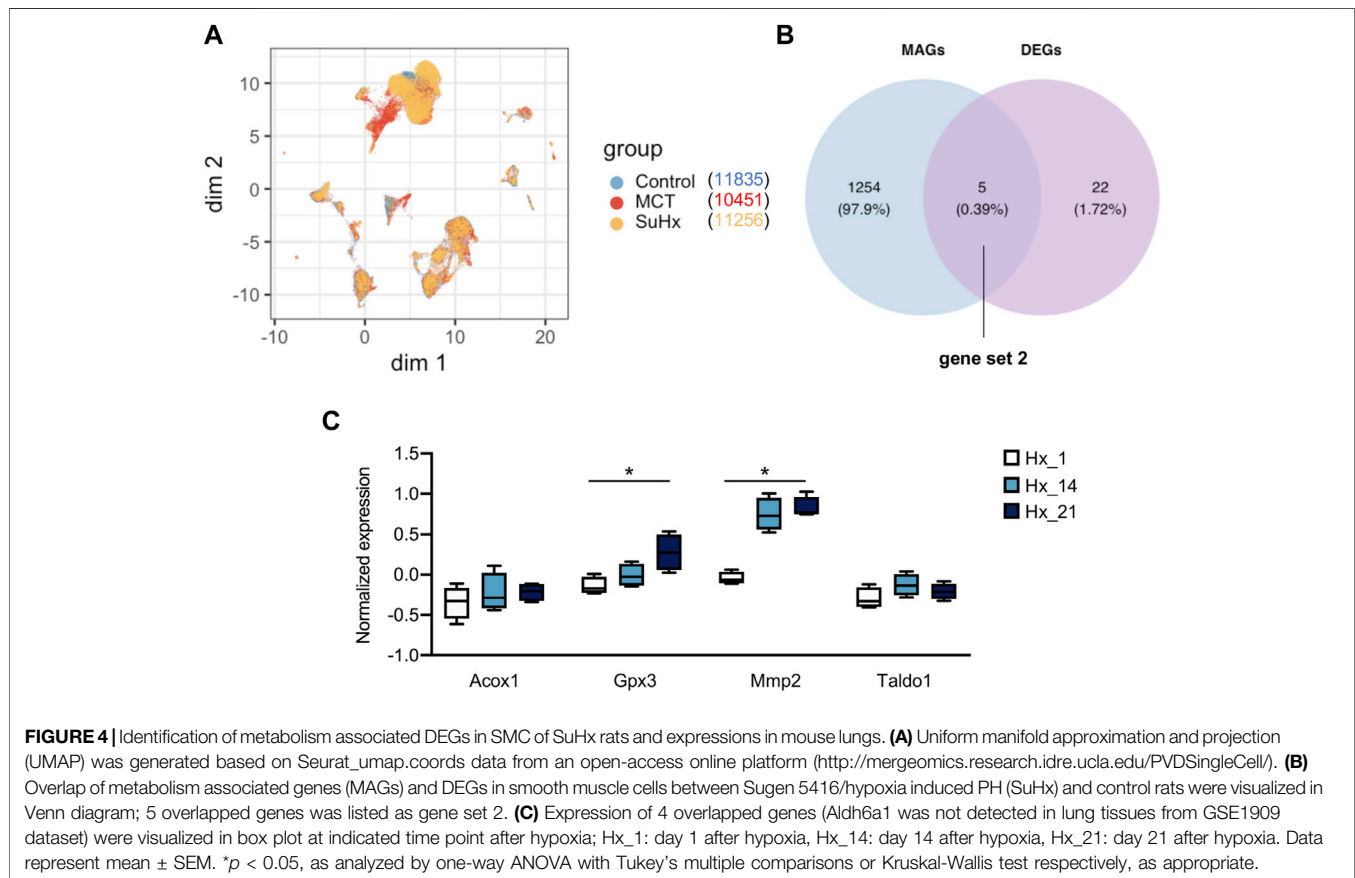 A
10
5
0
-5
-10
-10 0 10 20
dim 2
dim 1
group
Control (11835)
MCT (10451)
SuHx (11256)
B
MAGs DEGs
1254 5 22
(97.9%) (0.39%) (1.72%)
gene set 2
C
1.5
1.0
0.5
0.0
-0.5
-1.0
Normalized expression
* *
Acox1 Gpx3 Mmp2 Taldo1
Hx_1
Hx_14
Hx_21
FIGURE 4 | Identification of metabolism associated DEGs in SMC of SuHx rats and expressions in mouse lungs. (A) Uniform manifold approximation and projection
(UMAP) was generated based on Seurat_umap.coords data from an open-access online platform (http://mergeomics.research.idre.ucla.edu/PVDSingleCell/). (B)
Overlap of metabolism associated genes (MAGs) and DEGs in smooth muscle cells between Sugen 5416/hypoxia induced PH (SuHx) and control rats were visualized in
Venn diagram; 5 overlapped genes was listed as gene set 2. (C) Expression of 4 overlapped genes (Aldh6a1 was not detected in lung tissues from GSE1909
dataset) were visualized in box plot at indicated time point after hypoxia; Hx_1: day 1 after hypoxia, Hx_14: day 14 after hypoxia, Hx_21: day 21 after hypoxia. Data
represent mean ± SEM. *p < 0.05, as analyzed by one-way ANOVA with Tukey's multiple comparisons or Kruskal-Wallis test respectively, as appropriate.